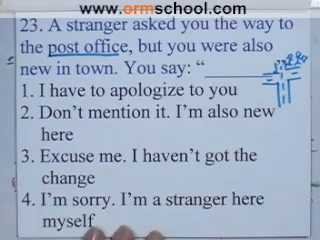 www.ormschool.com
23. A stranger asked you the way to
the post office, but you were also
new in town. You say: “________
1. I have to apologize to you
2. Don’t mention it. I’m also new
here
3. Excuse me. I haven’t got the
change
4. I’m sorry. I’m a stranger here
myself